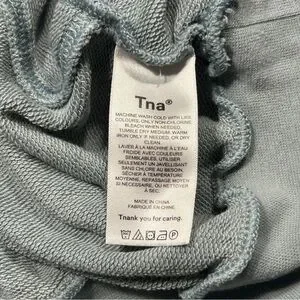 Tna®
MACHINE WASH COLD WITH LIKE
COLOURS, ONLY NON-CHLORINE
BLEACH WHEN NEEDED,
TUMBLE DRY MEDIUM, WARM
IRON ONLY IF NEEDED, OR DRY
CLEAN.
LAVER À LA MACHINE À L'EAU
FROIDE AVEC COULEURS
SEMBLABLES, UTILISER
SEULEMENT UN JAVELLISANT
SANS CHLORE AU BESOIN
SÉCHER À TEMPÉRATURE
MOYENNE, REPASSAGE MOYEN
SI NÉCESSAIRE, OU NETTOYER
À SEC.
MADE IN CHINA
FABRIQUÉ EN CHINE.
Tnank you for caring.